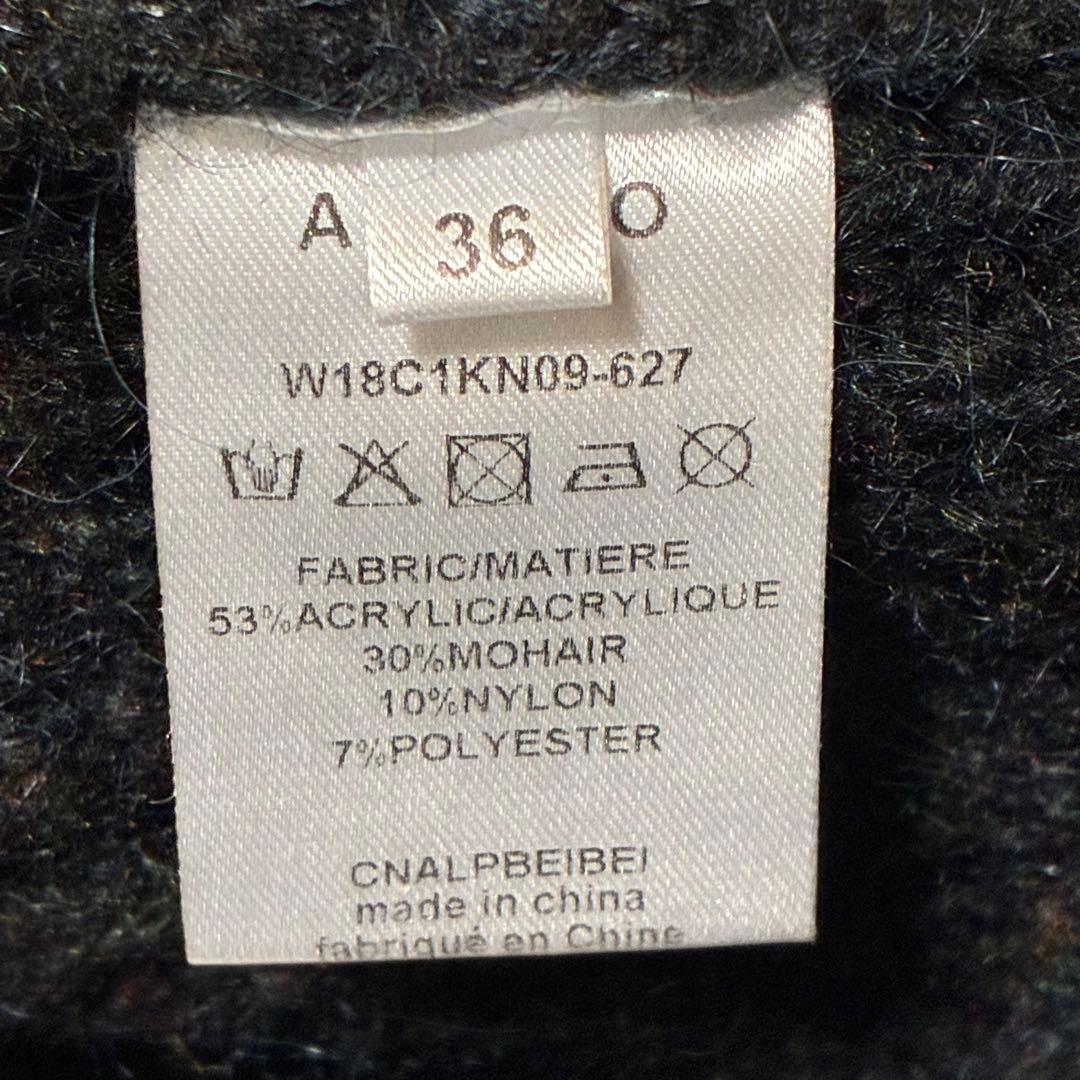 A 36 O
W18C1KN09-627
FABRIC/MATIERE
53%ACRYLIC/ACRYLIQUE
30%MOHAIR
10%NYLON
7%POLYESTER
CNALPBEIBEI
made in china
fabriqué en Chine